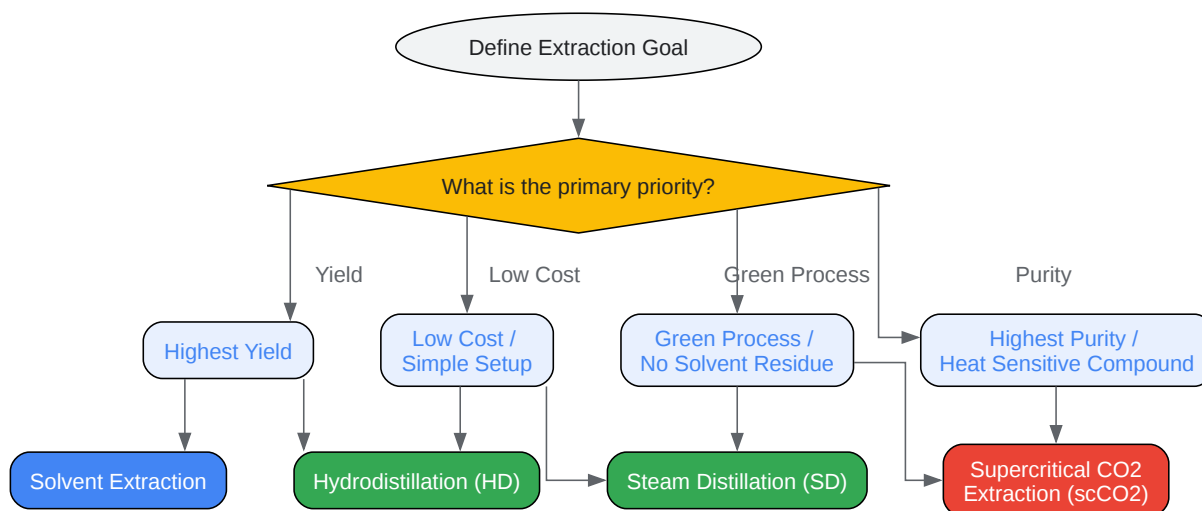 Define Extraction Goal
What is the primary priority?
Yield
Low Cost
Green Process
Purity
Highest Yield
Low Cost /
Simple Setup
Green Process /
No Solvent Residue
Highest Purity /
Heat Sensitive Compound
Solvent Extraction
Hydrodistillation (HD)
Steam Distillation (SD)
Supercritical CO2
Extraction (scCO2)